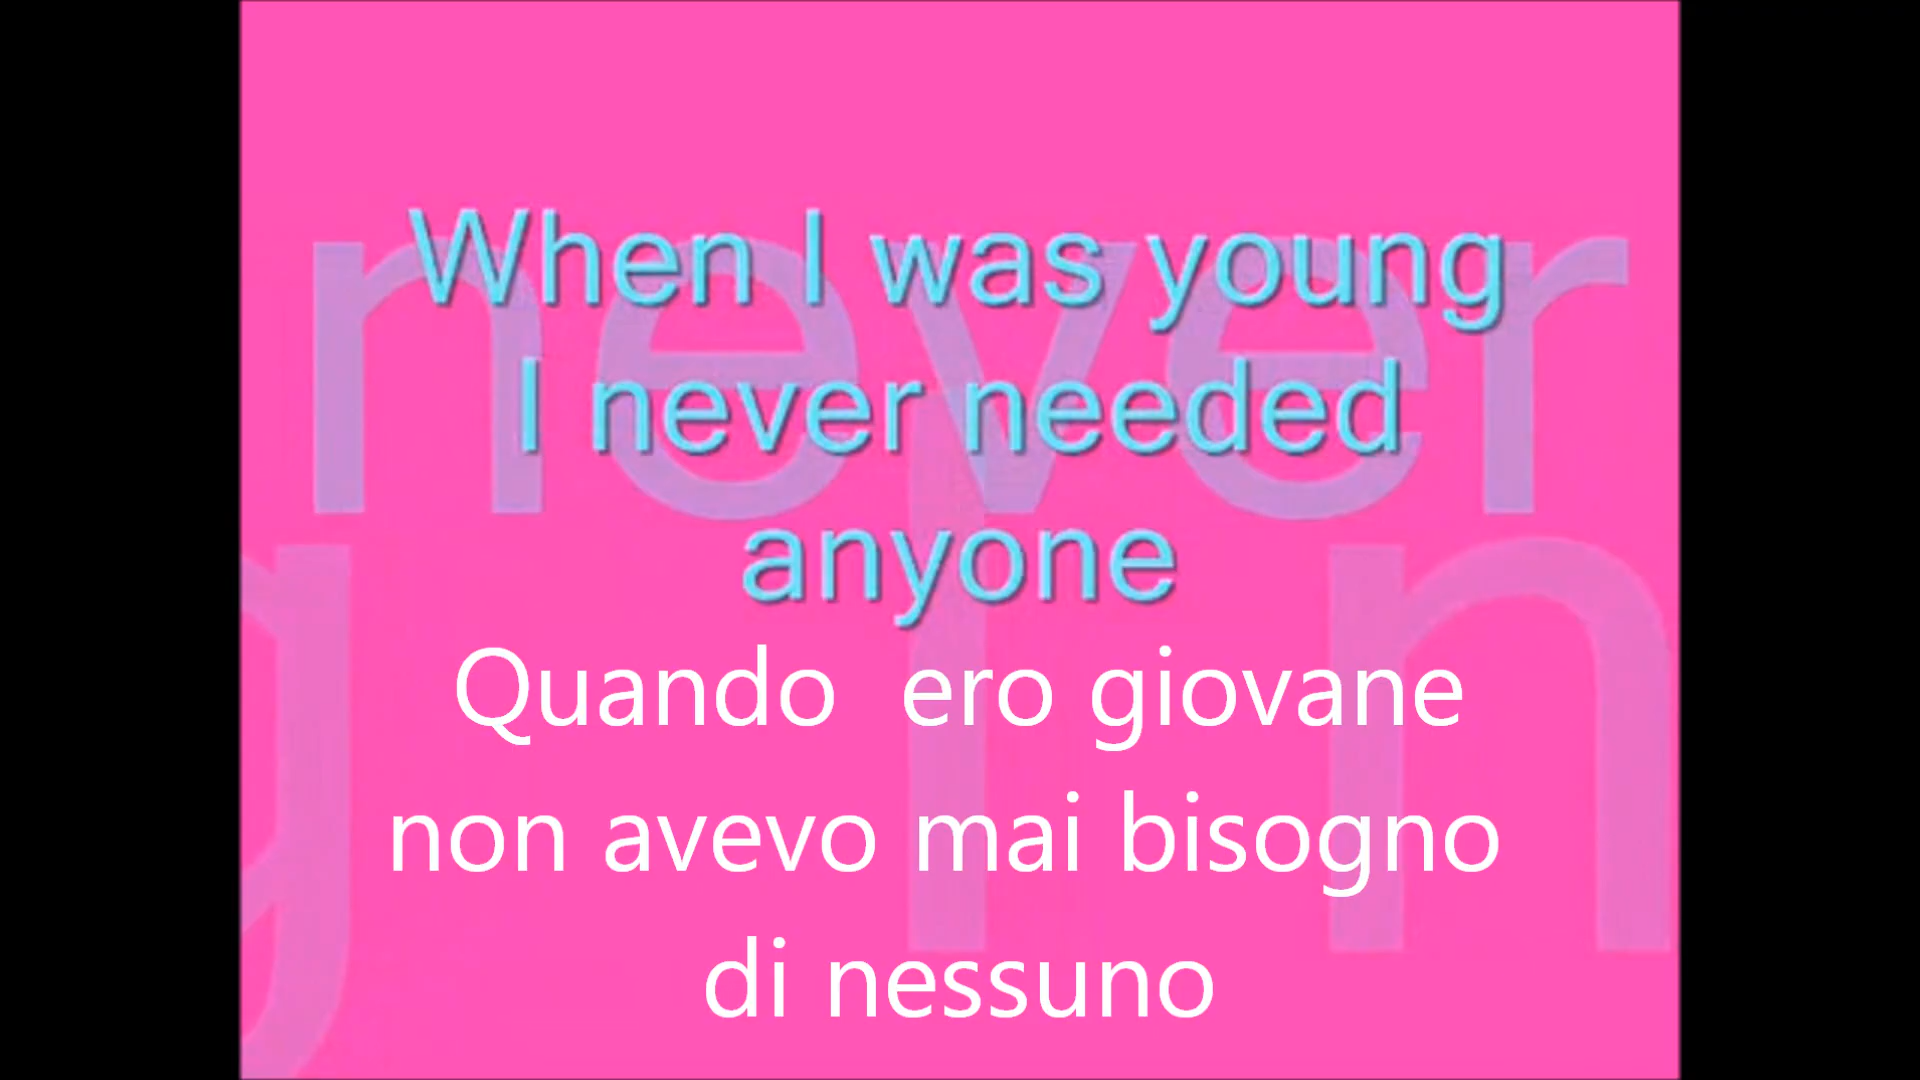 When I was young
I never needed
anyone
Quando  ero giovane
non avevo mai bisogno
di nessuno
never
g I n